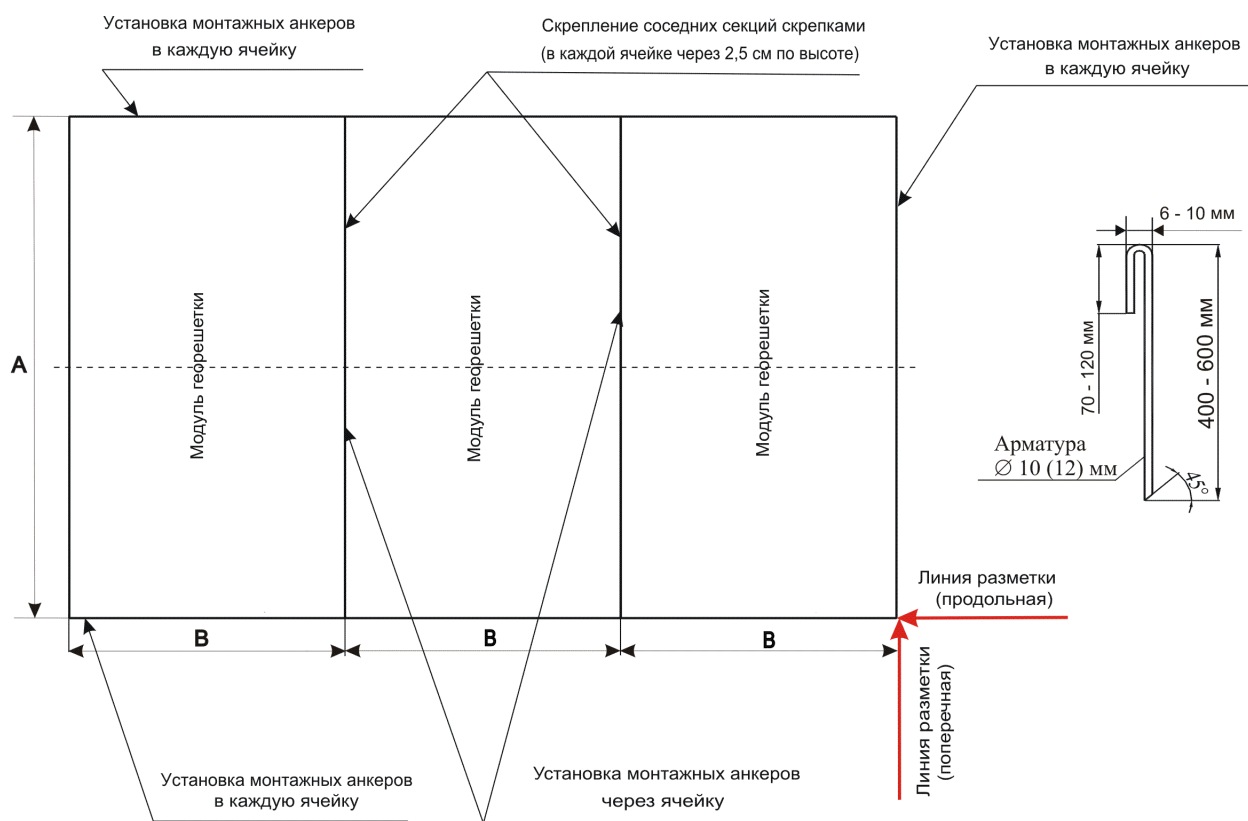 Установка монтажных анкеров
в каждую ячейку
Скрепление соседних секций скрепками
(в каждой ячейке через 2,5 см по высоте)
Установка монтажных анкеров
в каждую ячейку
6 - 10 мм
70 - 120 мм
400 - 600 мм
Арматура
∅ 10 (12) мм
45°
A
Модуль георешетки
Модуль георешетки
Модуль георешетки
B
B
B
Линия разметки
(продольная)
Линия разметки
(поперечная)
Установка монтажных анкеров
в каждую ячейку
Установка монтажных анкеров
через ячейку